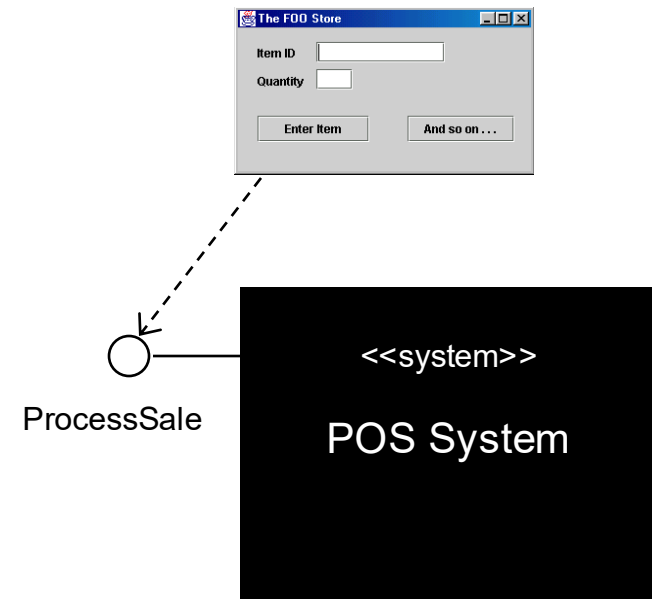 The FOO Store
Item ID
Quantity
Enter Item
And so on . . .
<<system>>
ProcessSale
POS System